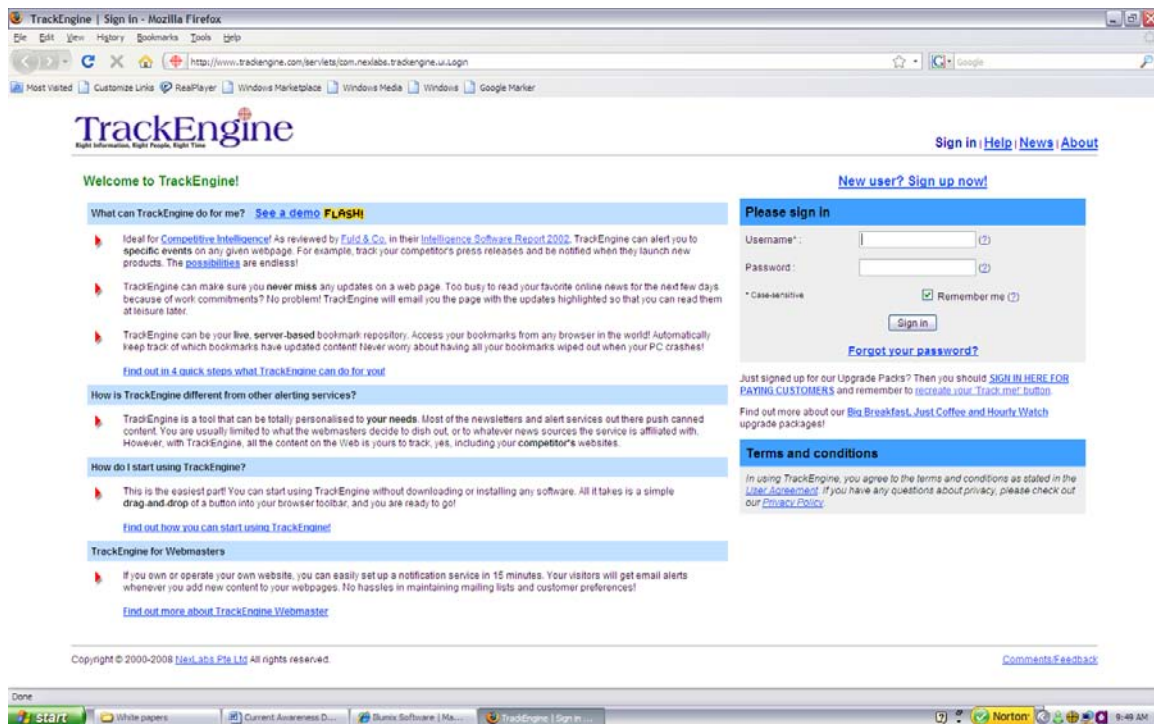 TrackEngine | Sign in - Mozilla Firefox
File Edit View History Bookmarks Tools Help
http://www.trackengine.com/servlets/com.nexlabs.trackengine.ui.Login
Google
Most Visited Customize Links RealPlayer Windows Marketplace Windows Media Windows Google Marker
TrackEngine
Right Information, Right People, Right Time
Sign in | Help | News | About
Welcome to TrackEngine!
What can TrackEngine do for me? See a demo FLASH!
Ideal for Competitive Intelligence! As reviewed by Fuld & Co. in their Intelligence Software Report 2002, TrackEngine can alert you to
specific events on any given webpage. For example, track your competitor's press releases and be notified when they launch new
products. The possibilities are endless!
TrackEngine can make sure you never miss any updates on a web page. Too busy to read your favorite online news for the next few days
because of work commitments? No problem! TrackEngine will email you the page with the updates highlighted so that you can read them
at leisure later.
TrackEngine can be your live, server-based bookmark repository. Access your bookmarks from any browser in the world! Automatically
keep track of which bookmarks have updated content! Never worry about having all your bookmarks wiped out when your PC crashes!
Find out in 4 quick steps what TrackEngine can do for you!
How is TrackEngine different from other alerting services?
TrackEngine is a tool that can be totally personalised to your needs. Most of the newsletters and alert services out there push canned
content. You are usually limited to what the webmasters decide to dish out, or to whatever news sources the service is affiliated with.
However, with TrackEngine, all the content on the Web is yours to track, yes, including your competitor's websites.
How do I start using TrackEngine?
This is the easiest part! You can start using TrackEngine without downloading or installing any software. All it takes is a simple
drag-and-drop of a button into your browser toolbar, and you are ready to go!
Find out how you can start using TrackEngine!
TrackEngine for Webmasters
If you own or operate your own website, you can easily set up a notification service in 15 minutes. Your visitors will get email alerts
whenever you add new content to your webpages. No hassles in maintaining mailing lists and customer preferences!
Find out more about TrackEngine Webmaster
New user? Sign up now!
Please sign in
Username* : (?)
Password : (?)
* Case-sensitive Remember me (?)
Sign in
Forgot your password?
Just signed up for our Upgrade Packs? Then you should SIGN IN HERE FOR
PAYING CUSTOMERS and remember to recreate your 'Track me!' button.
Find out more about our Big Breakfast, Just Coffee and Hourly Watch
upgrade packages!
Terms and conditions
In using TrackEngine, you agree to the terms and conditions as stated in the
User Agreement. If you have any questions about privacy, please check out
our Privacy Policy.
Copyright © 2000-2008 NexLabs Pte Ltd All rights reserved.
Comments/Feedback
Done
start White papers Current Awareness D... Illumix Software | Ma... TrackEngine | Sign in ... Norton 9:49 AM